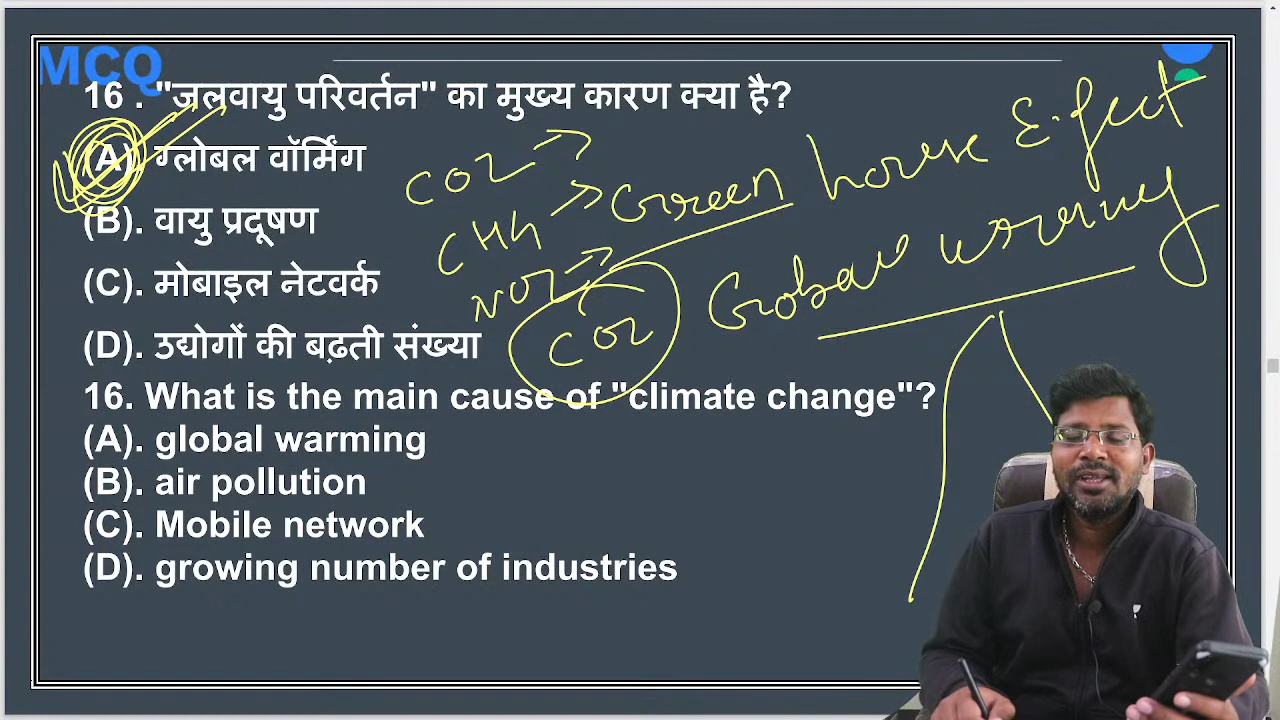 MCQ
16 . "जलवायु परिवर्तन" का मुख्य कारण क्या है?
(A) ग्लोबल वॉर्मिंग
(B). वायु प्रदूषण
(C). मोबाइल नेटवर्क
(D). उद्योगों की बढ़ती संख्या
CO2 →
CH4 → Green house Effect
NO2 →
CO2 Global
16. What is the main cause of "climate change"?
(A). global warming
(B). air pollution
(C). Mobile network
(D). growing number of industries